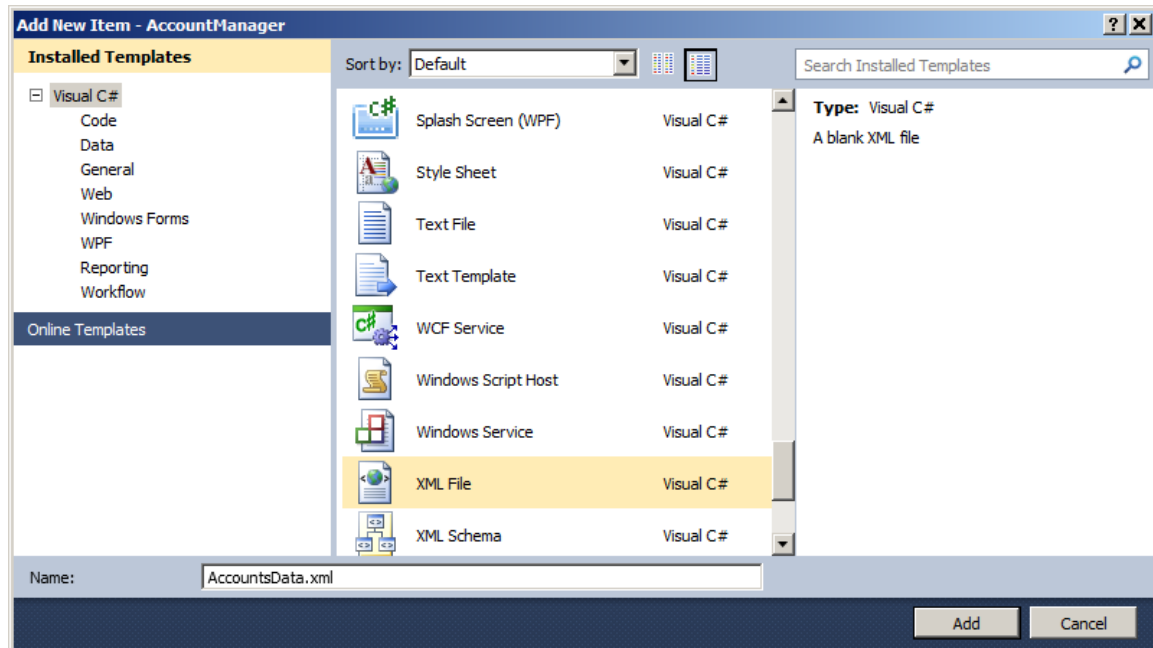 Add New Item - AccountManager
Installed Templates
Sort by: Default
Search Installed Templates
Visual C#
Code
Data
General
Web
Windows Forms
WPF
Reporting
Workflow
Online Templates
Splash Screen (WPF) Visual C#
Style Sheet Visual C#
Text File Visual C#
Text Template Visual C#
WCF Service Visual C#
Windows Script Host Visual C#
Windows Service Visual C#
XML File Visual C#
XML Schema Visual C#
Type: Visual C#
A blank XML file
Name: AccountsData.xml
Add Cancel